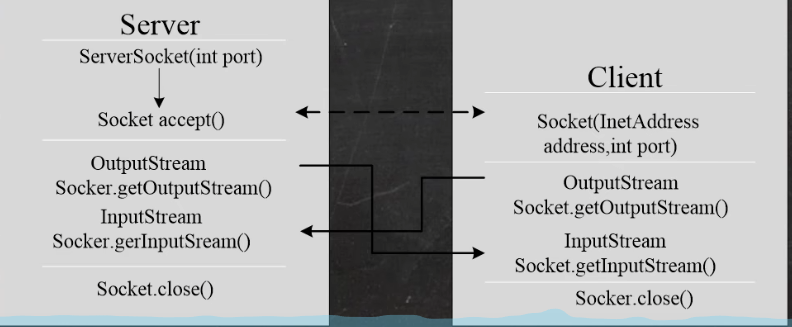 Server
ServerSocket(int port)
Socket accept()
OutputStream
Socker.getOutputStream()
InputStream
Socker.gerInputSream()
Socket.close()
Client
Socket(InetAddress
address,int port)
OutputStream
Socket.getOutputStream()
InputStream
Socket.getInputStream()
Socker.close()